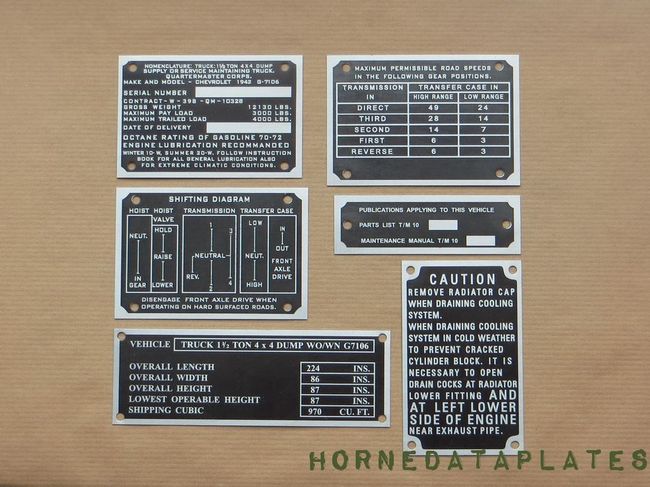 NOMENCLATURE: TRUCK: 1½ TON 4X4 DUMP
SUPPLY OR SERVICE MAINTAINING TRUCK.
QUARTERMASTER CORPS.
MAKE AND MODEL - CHEVROLET 1942 G-7106
SERIAL NUMBER
CONTRACT-W-398-QM-10328
GROSS WEIGHT 12130 LBS.
MAXIMUM PAY LOAD 3000 LBS.
MAXIMUM TRAILED LOAD 4000 LBS.
DATE OF DELIVERY
OCTANE RATING OF GASOLINE 70-72
ENGINE LUBRICATION RECOMMENDED
WINTER 10-W, SUMMER 20-W. FOLLOW INSTRUCTION
BOOK FOR ALL GENERAL LUBRICATION ALSO
FOR EXTREME CLIMATIC CONDITIONS.
MAXIMUM PERMISSIBLE ROAD SPEEDS
IN THE FOLLOWING GEAR POSITIONS.
TRANSMISSION TRANSFER CASE IN
IN HIGH RANGE LOW RANGE
DIRECT 49 24
THIRD 28 14
SECOND 14 7
FIRST 6 3
REVERSE 6 3
SHIFTING DIAGRAM
HOIST HOIST TRANSMISSION TRANSFER CASE
VALVE
HOLD LOW IN
1 3
OUT
NEUT. RAISE NEUTRAL NEUT.
FRONT
AXLE
DRIVE
IN REV.
GEAR LOWER 2 4 HIGH
DISENGAGE FRONT AXLE DRIVE WHEN
OPERATING ON HARD SURFACED ROADS.
PUBLICATIONS APPLYING TO THIS VEHICLE
PARTS LIST T/M 10
MAINTENANCE MANUAL T/M 10
VEHICLE TRUCK 1½ TON 4 x 4 DUMP WO/WN G7106
OVERALL LENGTH 224 INS.
OVERALL WIDTH 86 INS.
OVERALL HEIGHT 87 INS.
LOWEST OPERABLE HEIGHT 87 INS.
SHIPPING CUBIC 970 CU. FT.
CAUTION
REMOVE RADIATOR CAP
WHEN DRAINING COOLING
SYSTEM.
WHEN DRAINING COOLING
SYSTEM IN COLD WEATHER
TO PREVENT CRACKED
CYLINDER BLOCK. IT IS
NECESSARY TO OPEN
DRAIN COCKS AT RADIATOR
LOWER FITTING AND
AT LEFT LOWER
SIDE OF ENGINE
NEAR EXHAUST PIPE.
HORNEDATAPLATES